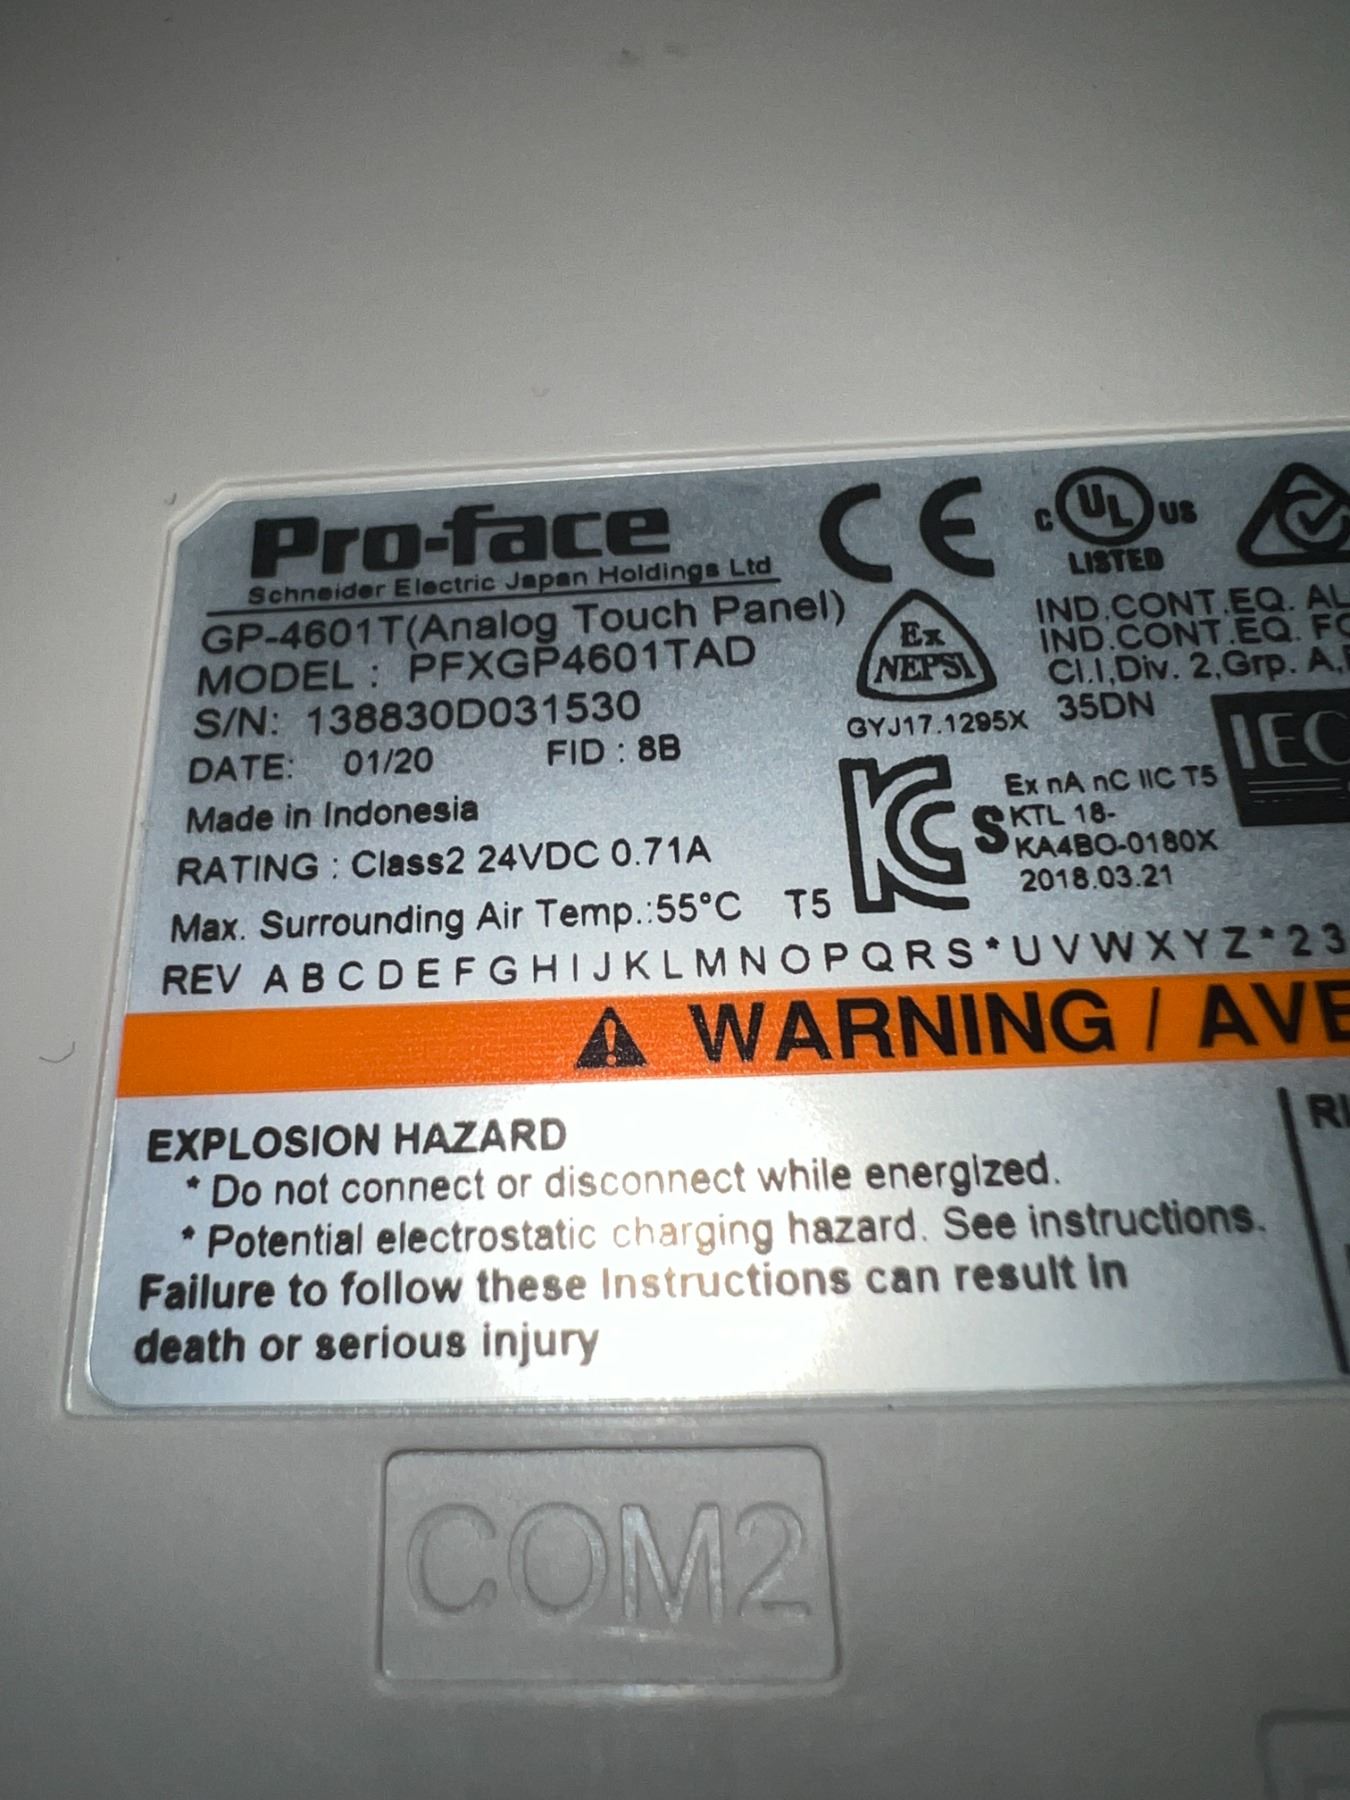 Pro-face
Schneider Electric Japan Holdings Ltd
GP-4601T(Analog Touch Panel)
MODEL : PFXGP4601TAD
S/N: 138830D031530
DATE: 01/20 FID : 8B
Made in Indonesia
RATING : Class2 24VDC 0.71A
Max. Surrounding Air Temp.:55°C T5
REV A B C D E F G H I J K L M N O P Q R S * U V W X Y Z * 2 3
CE
C UL US
LISTED
Ex
NEPSI
GYJ17.1295X
IND.CONT.EQ.
IND.CONT.EQ.
Cl.I,Div. 2,Grp. A,
35DN
IEC
KC S
Ex nA nC IIC T5
KTL 18-
KA4BO-0180X
2018.03.21
WARNING /
EXPLOSION HAZARD
* Do not connect or disconnect while energized.
* Potential electrostatic charging hazard. See instructions.
Failure to follow these Instructions can result in
death or serious injury
COM2